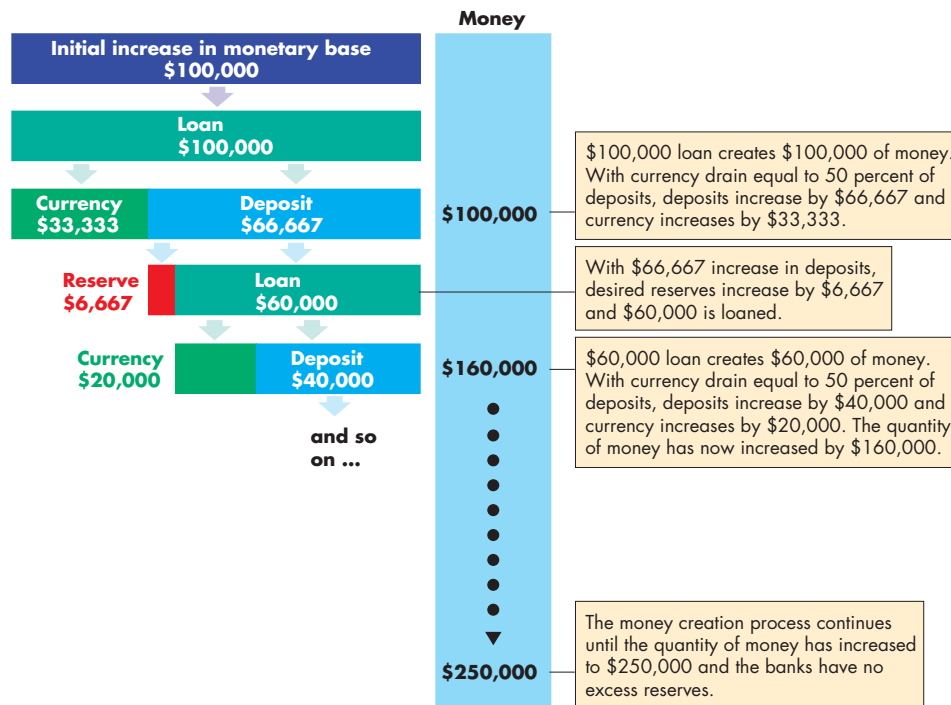 Money
Initial increase in monetary base
$100,000
Loan
$100,000
Currency
$33,333
Deposit
$66,667
$100,000
$100,000 loan creates $100,000 of money.
With currency drain equal to 50 percent of
deposits, deposits increase by $66,667 and
currency increases by $33,333.
Reserve
$6,667
Loan
$60,000
With $66,667 increase in deposits,
desired reserves increase by $6,667
and $60,000 is loaned.
Currency
$20,000
Deposit
$40,000
$160,000
$60,000 loan creates $60,000 of money.
With currency drain equal to 50 percent of
deposits, deposits increase by $40,000 and
currency increases by $20,000. The quantity
of money has now increased by $160,000.
and so
on ...
$250,000
The money creation process continues
until the quantity of money has increased
to $250,000 and the banks have no
excess reserves.